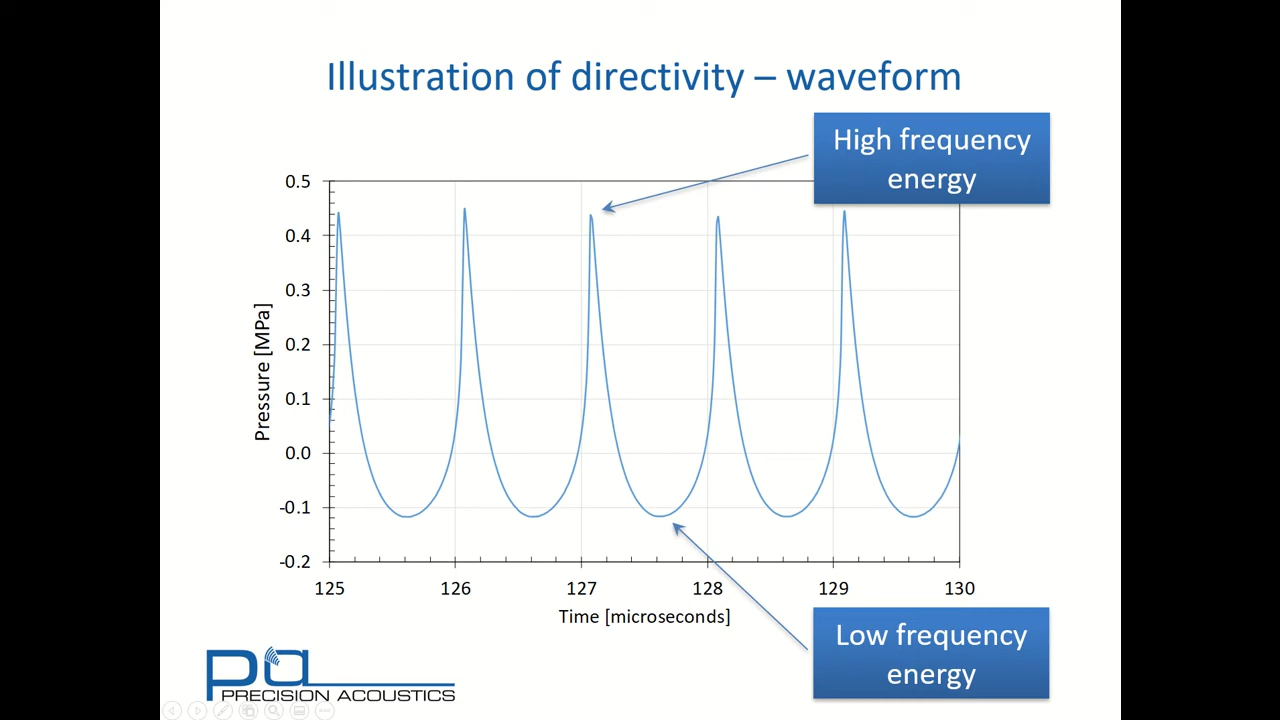 Illustration of directivity – waveform
High frequency
energy
0.5
0.4
0.3
0.2
0.1
0.0
-0.1
-0.2
Pressure [MPa]
125 126 127 128 129 130
Time [microseconds]
Low frequency
energy
pa
PRECISION ACOUSTICS